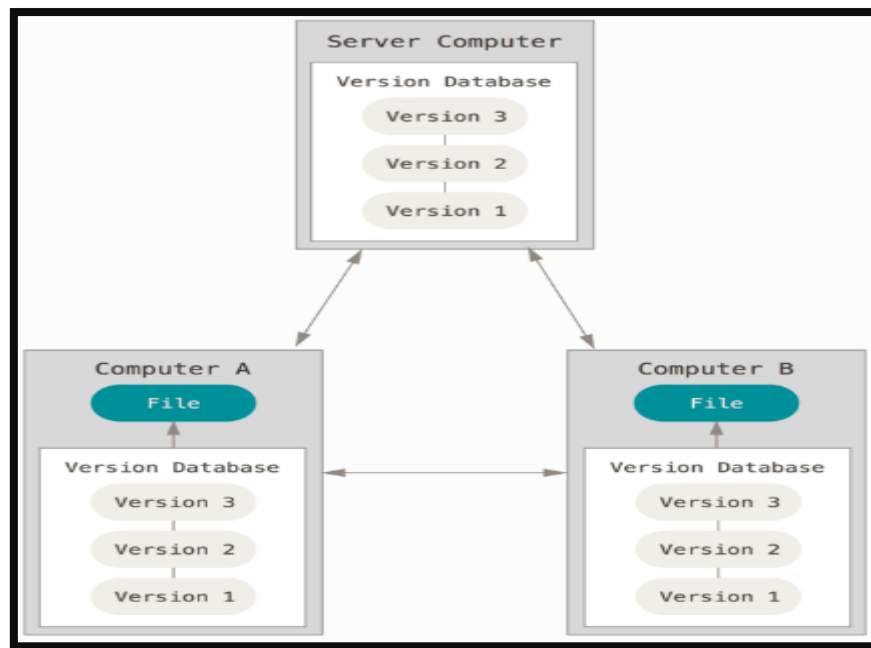 Server Computer
Version Database
Version 3
Version 2
Version 1
Computer A
File
Version Database
Version 3
Version 2
Version 1
Computer B
File
Version Database
Version 3
Version 2
Version 1